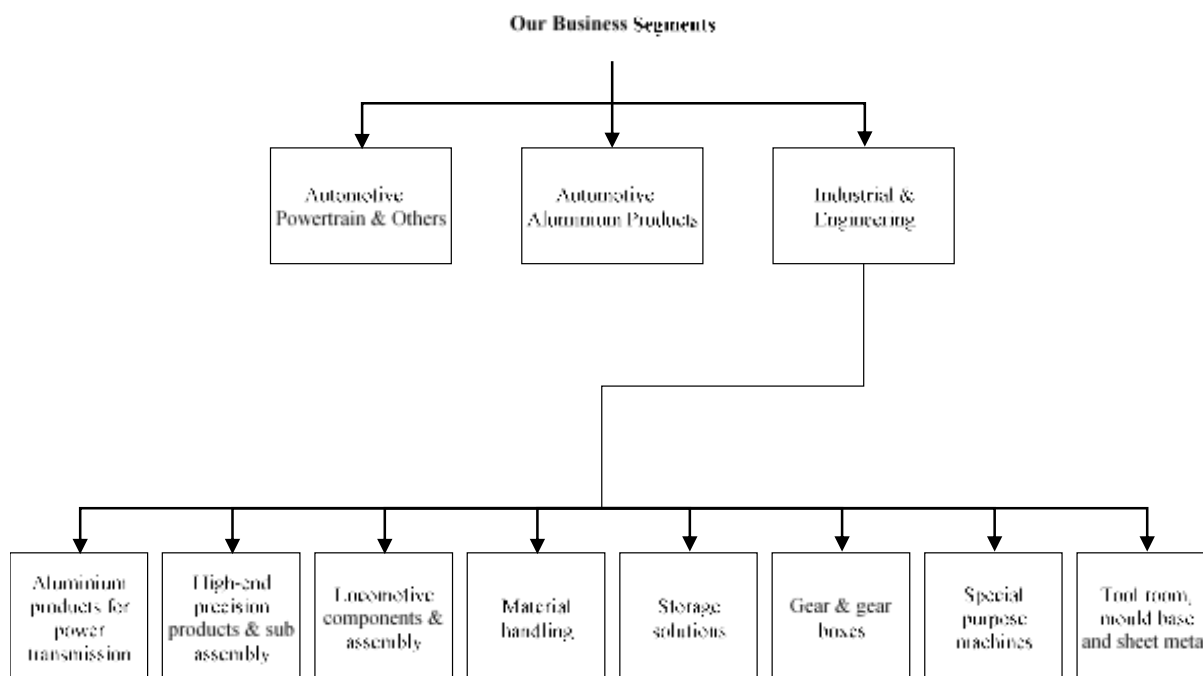 Our Business Segments
Automotive
Powertrain & Others
Automotive
Aluminum Products
Industrial &
Engineering
Aluminium
products for
power
transmission
High-end
precision
products & sub
assembly
Locomotive
components &
assembly
Material
handling
Storage
solutions
Gear & gear
boxes
Special
purpose
machines
Tool room,
mould base
and sheet metal